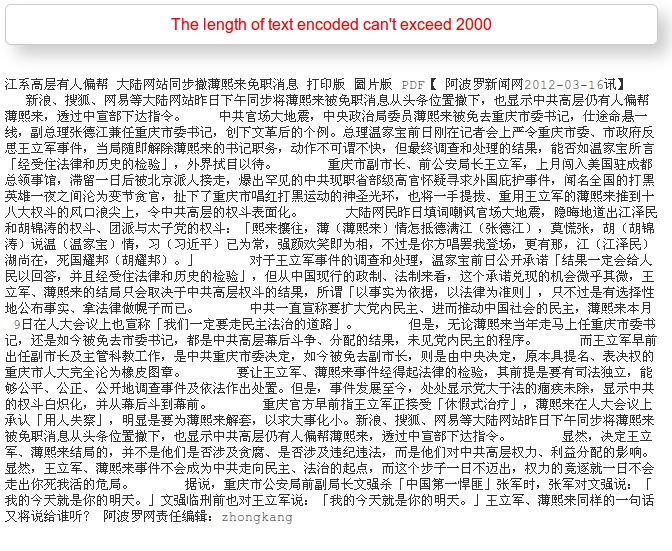 The length of text encoded can't exceed 2000
江系高层有人偏帮 大陆网站同步撤薄熙来免职消息 打印版 圖片版 PDF【 阿波罗新闻网2012-03-16讯】
新浪、搜狐、网易等大陆网站昨日下午同步将薄熙来被免职消息从头条位置撤下，也显示中共高层仍有人偏帮
薄熙来，透过中宣部下达指令。 中共官场大地震，中央政治局委员薄熙来被免去重庆市委书记，仕途命悬一
线，副总理张德江兼任重庆市委书记，创下文革后的个例。总理温家宝前日刚在记者会上严令重庆市委、市政府反
思王立军事件，当局随即解除薄熙来的书记职务，动作不可谓不快，但最终调查和处理的结果，能否如温家宝所言
「经受住法律和历史的检验」，外界拭目以待。 重庆市副市长、前公安局长王立军，上月闯入美国驻成都
总领事馆，滞留一日后被北京派人接走，爆出罕见的中共现职省部级高官怀疑寻求外国庇护事件，闻名全国的打黑
英雄一夜之间沦为变节贪官，扯下了重庆市唱红打黑运动的神圣光环，也将一手提拔、重用王立军的薄熙来推到十
八大权斗的风口浪尖上，令中共高层的权斗表面化。 大陆网民昨日填词嘲讽官场大地震，隐晦地道出江泽民
和胡锦涛的权斗、团派与太子党的权斗：「熙来攘往，薄（薄熙来）情怎抵德满江（张德江），莫慌张，胡（胡锦
涛）说温（温家宝）情，习（习近平）已为常，强颜欢笑即为相，不过是你方唱罢我登场，更有那，江（江泽民）
湖尚在，死国耀邦（胡耀邦）。」 对于王立军事件的调查和处理，温家宝前日公开承诺「结果一定会给人
民以回答，并且经受住法律和历史的检验」，但从中国现行的政制、法制来看，这个承诺兑现的机会微乎其微，王
立军、薄熙来的结局只会取决于中共高层权斗的结果，所谓「以事实为依据，以法律为准则」，只不过是有选择性
地公布事实、拿法律做幌子而已。 中共一直宣称要扩大党内民主、进而推动中国社会的民主，薄熙来本月
9日在人大会议上也宣称「我们一定要走民主法治的道路」。 但是，无论薄熙来当年走马上任重庆市委书
记，还是如今被免去市委书记，都是中共高层幕后斗争、分配的结果，未见党内民主的程序。 而王立军早前
出任副市长及主管科教工作，是中共重庆市委决定，如今被免去副市长，则是由中央决定，原本具提名、表决权的
重庆市人大完全沦为橡皮图章。 要让王立军、薄熙来事件经得起法律的检验，其前提是要有司法独立，能
够公平、公正、公开地调查事件及依法作出处置。但是，事件发展至今，处处显示党大于法的痼疾未除，显示中共
的权斗白炽化，并从幕后斗到幕前。 重庆官方早前指王立军正接受「休假式治疗」，薄熙来在人大会议上
承认「用人失察」，明显是要为薄熙来解套，以求大事化小。新浪、搜狐、网易等大陆网站昨日下午同步将薄熙来
被免职消息从头条位置撤下，也显示中共高层仍有人偏帮薄熙来，透过中宣部下达指令。 显然，决定王立
军、薄熙来结局的，并不是他们是否涉及贪腐、是否涉及违纪违法，而是他们对中共高层权力、利益分配的影响。
显然，王立军、薄熙来事件不会成为中共走向民主、法治的起点，而这个步子一日不迈出，权力的竞逐就一日不会
走出你死我活的危局。 据说，重庆市公安局前副局长文强杀「中国第一悍匪」张军时，张军对文强说：「
我的今天就是你的明天。」文强临刑前也对王立军说：「我的今天就是你的明天。」王立军、薄熙来同样的一句话
又将说给谁听？ 阿波罗网责任编辑：zhongkang